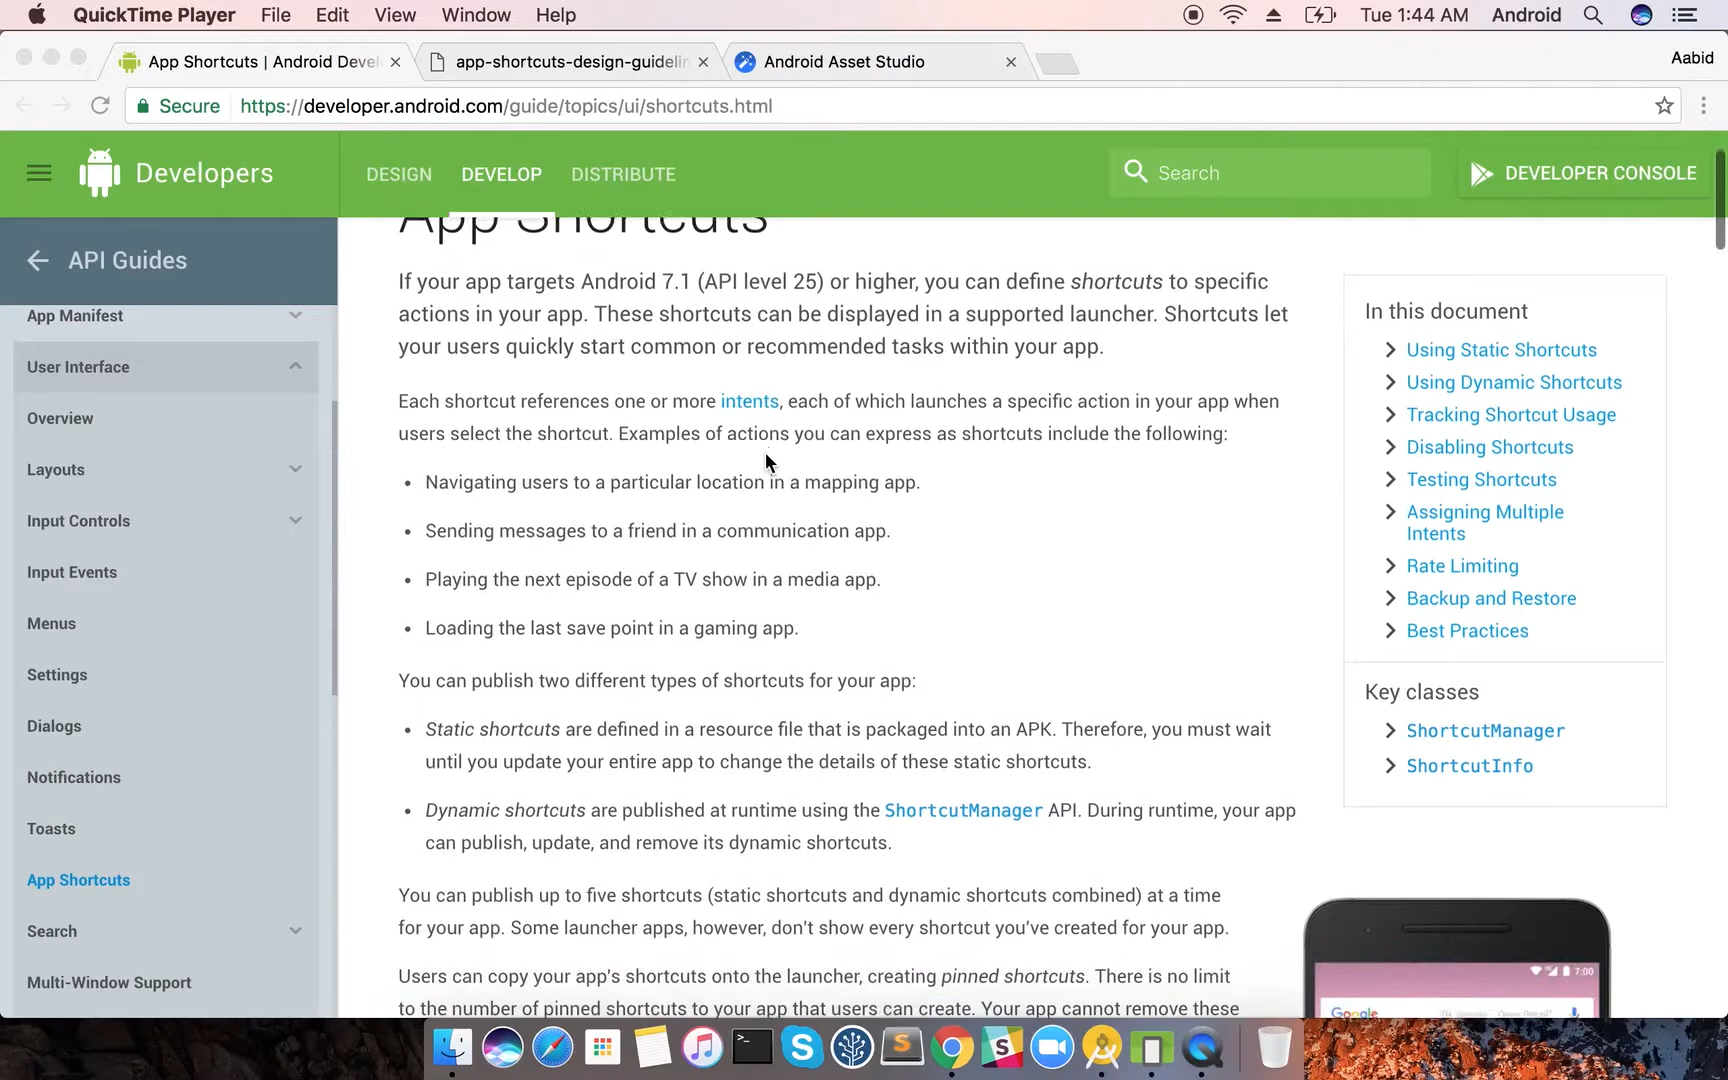 QuickTime Player File Edit View Window Help Tue 1:44 AM Android
App Shortcuts | Android Devel app-shortcuts-design-guidelin Android Asset Studio Aabid
Secure https://developer.android.com/guide/topics/ui/shortcuts.html
Developers DESIGN DEVELOP DISTRIBUTE Search DEVELOPER CONSOLE
API Guides
App Manifest
User Interface
Overview
Layouts
Input Controls
Input Events
Menus
Settings
Dialogs
Notifications
Toasts
App Shortcuts
Search
Multi-Window Support
App Shortcuts
If your app targets Android 7.1 (API level 25) or higher, you can define shortcuts to specific
actions in your app. These shortcuts can be displayed in a supported launcher. Shortcuts let
your users quickly start common or recommended tasks within your app.
Each shortcut references one or more intents, each of which launches a specific action in your app when
users select the shortcut. Examples of actions you can express as shortcuts include the following:
• Navigating users to a particular location in a mapping app.
• Sending messages to a friend in a communication app.
• Playing the next episode of a TV show in a media app.
• Loading the last save point in a gaming app.
You can publish two different types of shortcuts for your app:
• Static shortcuts are defined in a resource file that is packaged into an APK. Therefore, you must wait
until you update your entire app to change the details of these static shortcuts.
• Dynamic shortcuts are published at runtime using the ShortcutManager API. During runtime, your app
can publish, update, and remove its dynamic shortcuts.
You can publish up to five shortcuts (static shortcuts and dynamic shortcuts combined) at a time
for your app. Some launcher apps, however, don't show every shortcut you've created for your app.
Users can copy your app's shortcuts onto the launcher, creating pinned shortcuts. There is no limit
to the number of pinned shortcuts to your app that users can create. Your app cannot remove these
In this document
Using Static Shortcuts
Using Dynamic Shortcuts
Tracking Shortcut Usage
Disabling Shortcuts
Testing Shortcuts
Assigning Multiple
Intents
Rate Limiting
Backup and Restore
Best Practices
Key classes
ShortcutManager
ShortcutInfo
7:00
Google